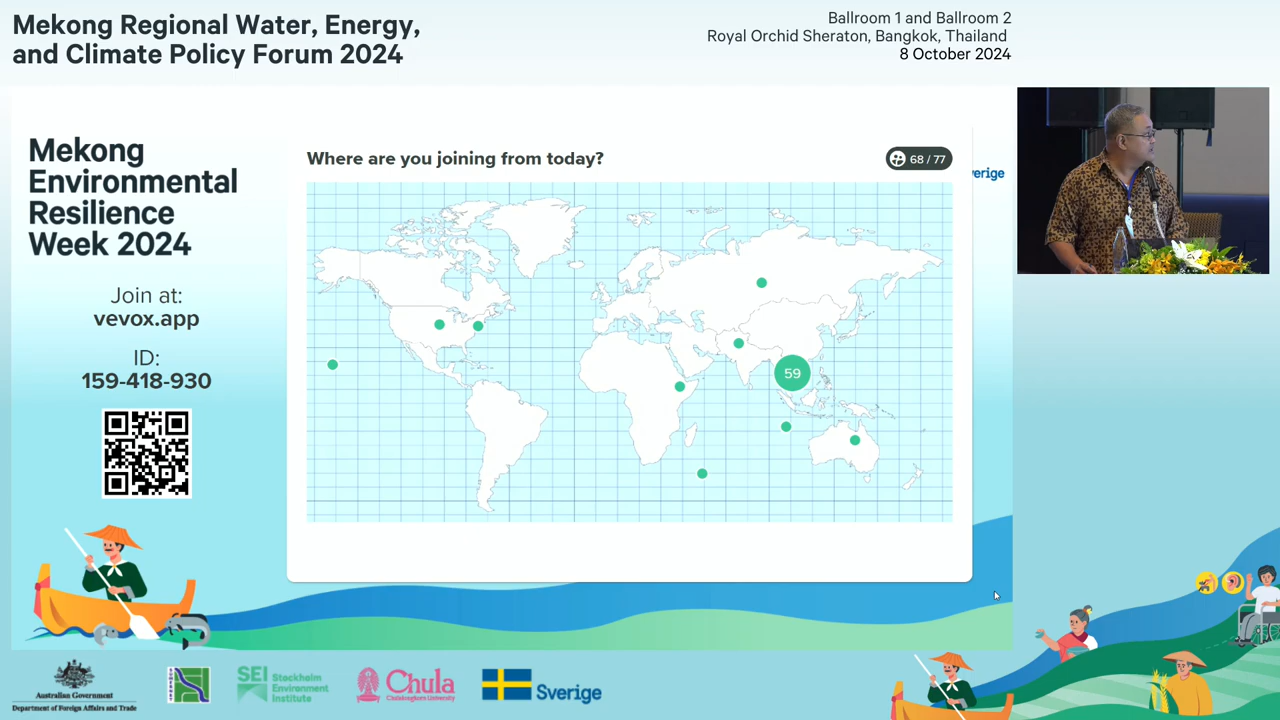 Mekong Regional Water, Energy,
and Climate Policy Forum 2024
Ballroom 1 and Ballroom 2
Royal Orchid Sheraton, Bangkok, Thailand
8 October 2024
Mekong
Environmental
Resilience
Week 2024
Join at:
vevox.app
ID:
159-418-930
Where are you joining from today?
68 / 77
erige
59
Australian Government
Department of Foreign Affairs and Trade
SEI Stockholm
Environment
Institute
Chula
Chulalongkorn University
Sverige